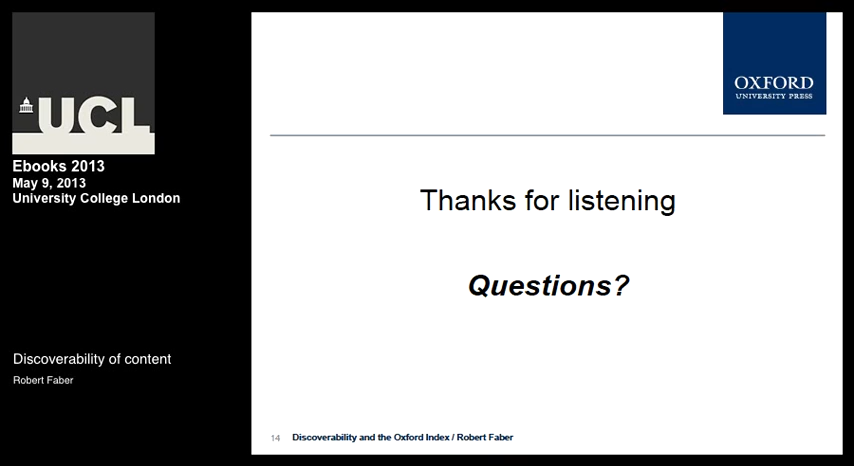 UCL
Ebooks 2013
May 9, 2013
University College London
Discoverability of content
Robert Faber
OXFORD
UNIVERSITY PRESS
Thanks for listening
Questions?
14 Discoverability and the Oxford Index / Robert Faber